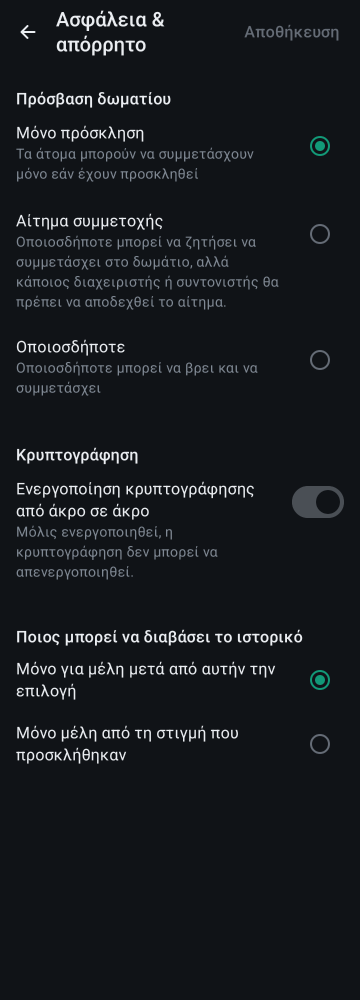 Ασφάλεια &
απόρρητο
Αποθήκευση
Πρόσβαση δωματίου
Μόνο πρόσκληση
Τα άτομα μπορούν να συμμετάσχουν
μόνο εάν έχουν προσκληθεί
Αίτημα συμμετοχής
Οποιοσδήποτε μπορεί να ζητήσει να
συμμετάσχει στο δωμάτιο, αλλά
κάποιος διαχειριστής ή συντονιστής θα
πρέπει να αποδεχθεί το αίτημα.
Οποιοσδήποτε
Οποιοσδήποτε μπορεί να βρει και να
συμμετάσχει
Κρυπτογράφηση
Ενεργοποίηση κρυπτογράφησης
από άκρο σε άκρο
Μόλις ενεργοποιηθεί, η
κρυπτογράφηση δεν μπορεί να
απενεργοποιηθεί.
Ποιος μπορεί να διαβάσει το ιστορικό
Μόνο για μέλη μετά από αυτήν την
επιλογή
Μόνο μέλη από τη στιγμή που
προσκλήθηκαν